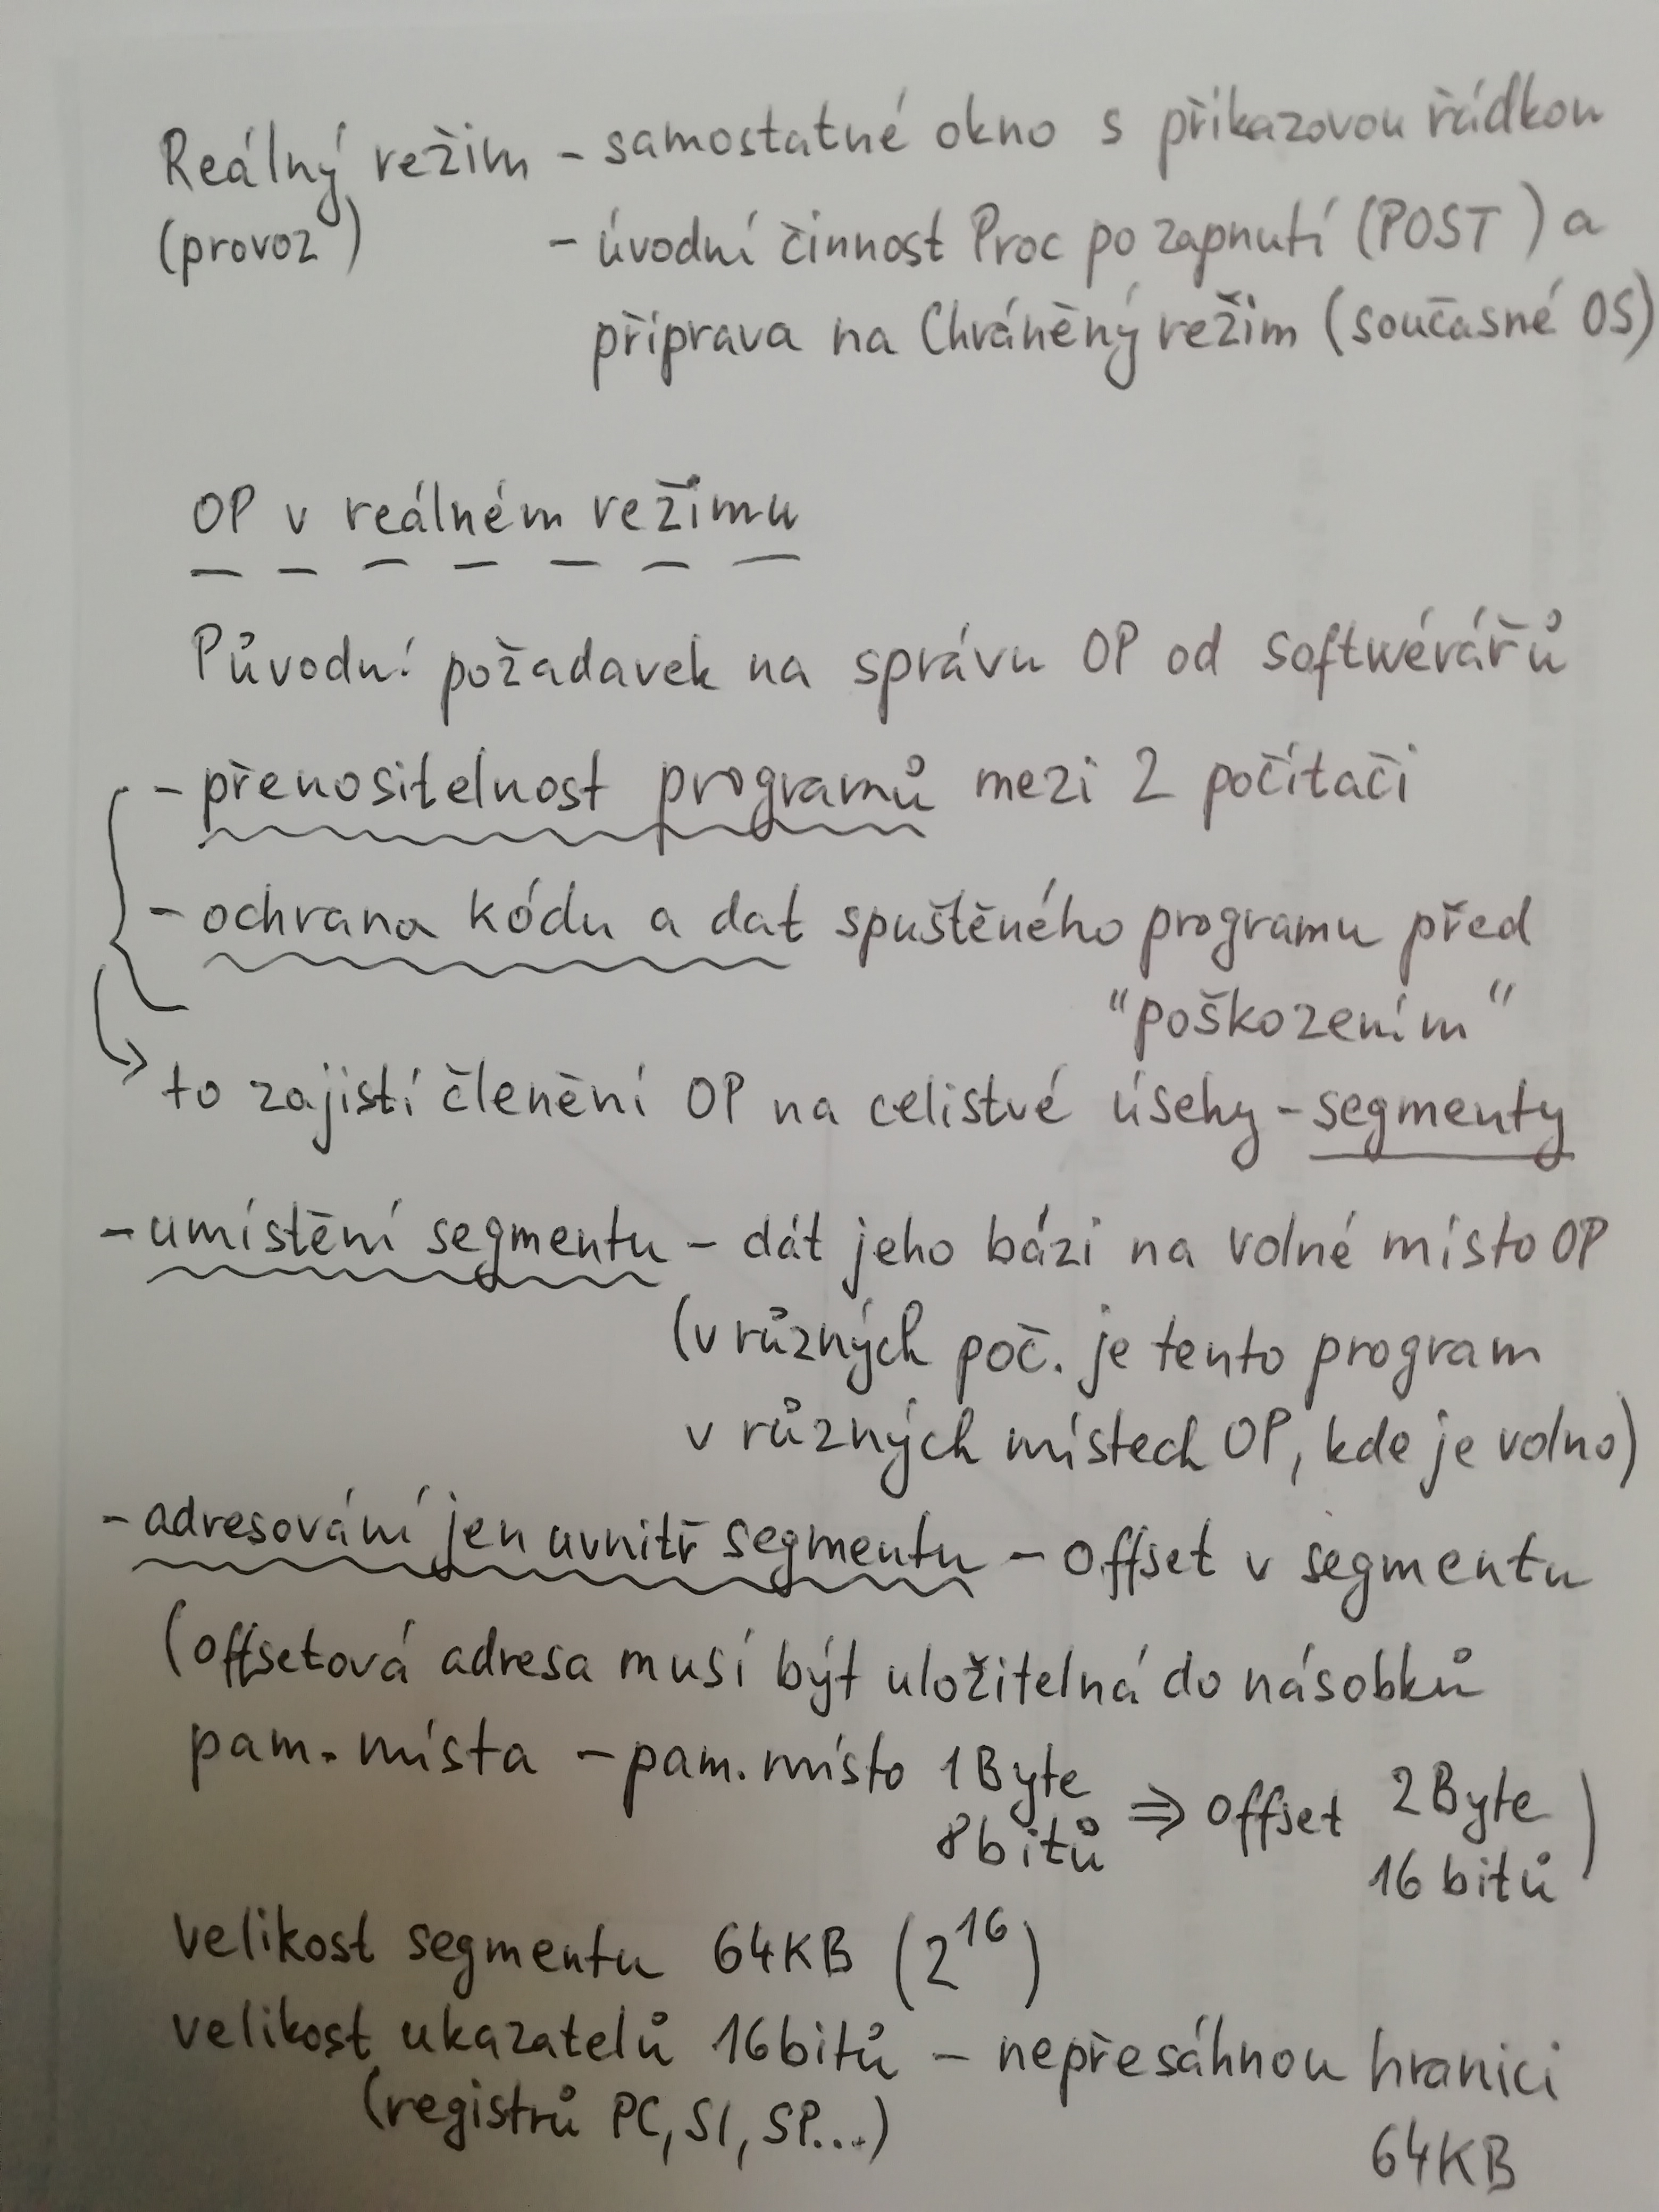 Reálný režim - samostatné okno s příkazovou řádkou
(provoz) - úvodní činnost Proc po zapnutí (POST) a
příprava na Chráněný režim (současné OS)
OP v reálném režimu
Původní požadavek na správu OP od softwérářů
- přenositelnost programů mezi 2 počítači
- ochrana kódu a dat spuštěného programu před
"poškozením"
to zajistí členění OP na celistvé úseky - segmenty
- umístění segmentu - dát jeho bázi na volné místo OP
(v různých poč. je tento program
v různých místech OP, kde je volno)
- adresování jen uvnitř segmentu - offset v segmentu
(offsetová adresa musí být uložitelná do násobků
pam. místa - pam. místo 1Byte ⇒ offset 2Byte
8bitů 16 bitů)
velikost segmentu 64KB (2^16)
velikost ukazatelů 16bitů - nepřesáhnou hranici
(registrů PC, SI, SP...) 64KB